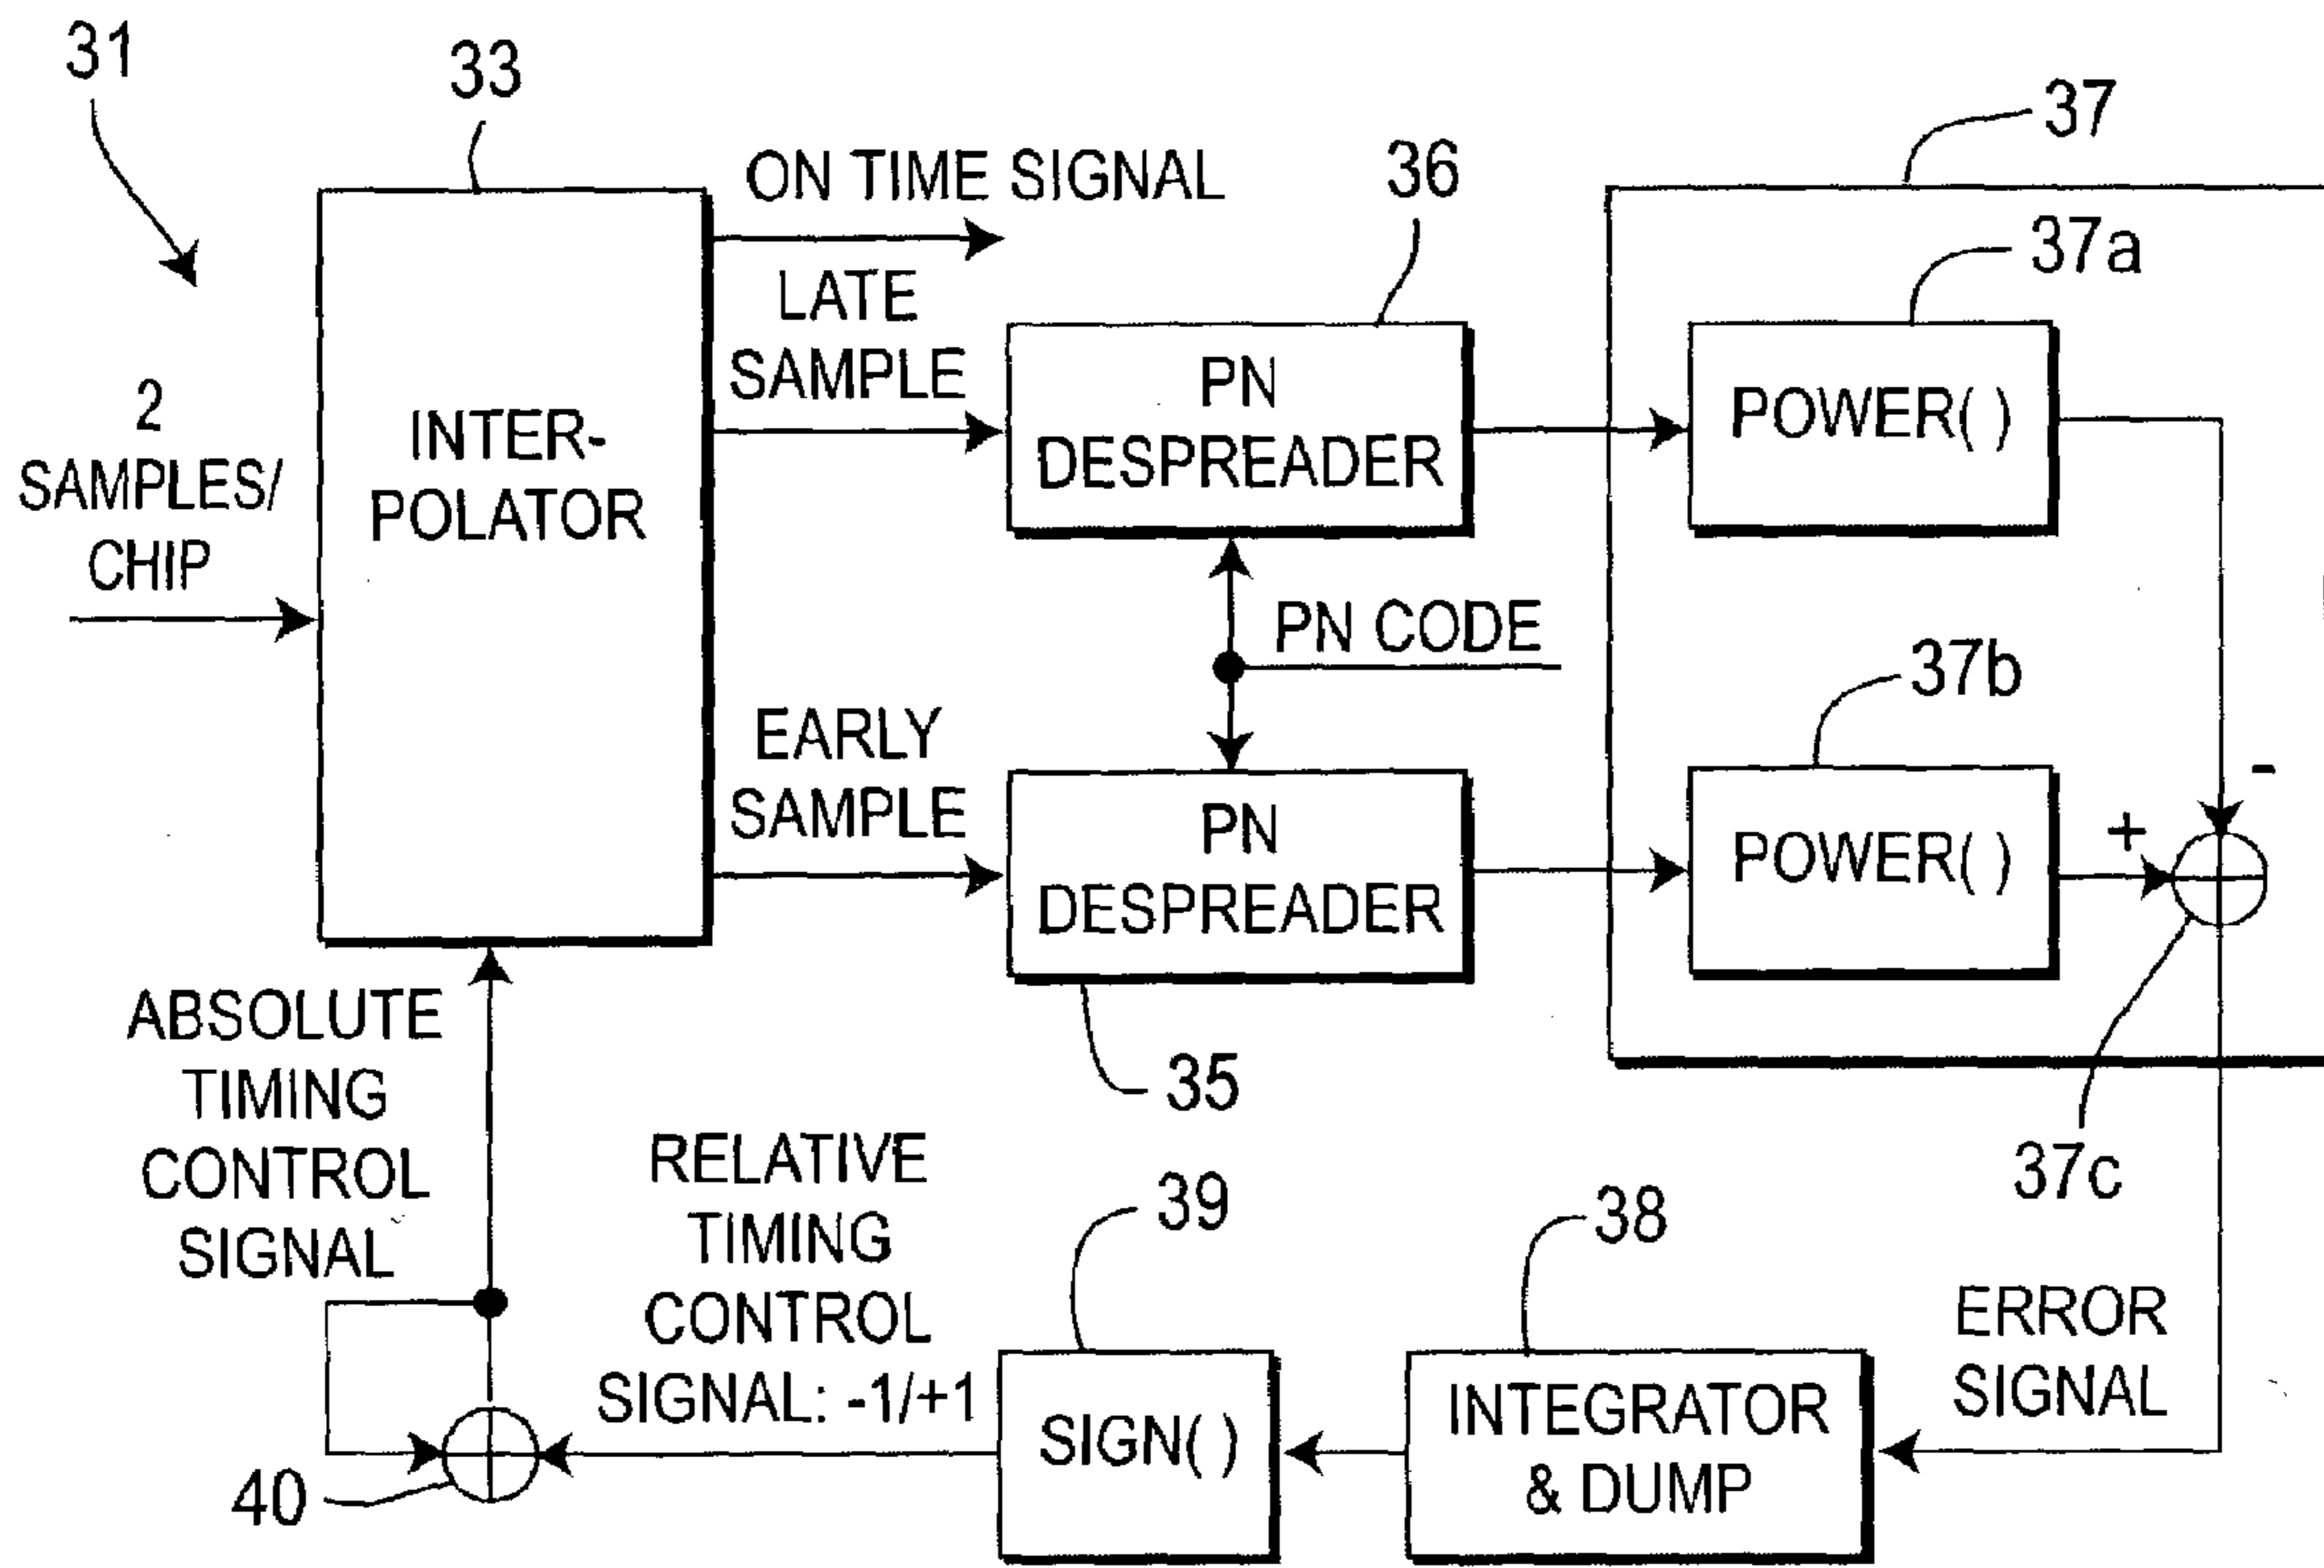 31
33
ON TIME SIGNAL
36
37
37a
LATE
SAMPLE
2
SAMPLES/
CHIP
INTER-
POLATOR
PN
DESPREADER
POWER( )
PN CODE
37b
EARLY
SAMPLE
PN
DESPREADER
POWER( )
-
+
ABSOLUTE
TIMING
CONTROL
SIGNAL
35
37c
RELATIVE
TIMING
CONTROL
SIGNAL: -1/+1
39
38
ERROR
SIGNAL
SIGN( )
INTEGRATOR
& DUMP
40